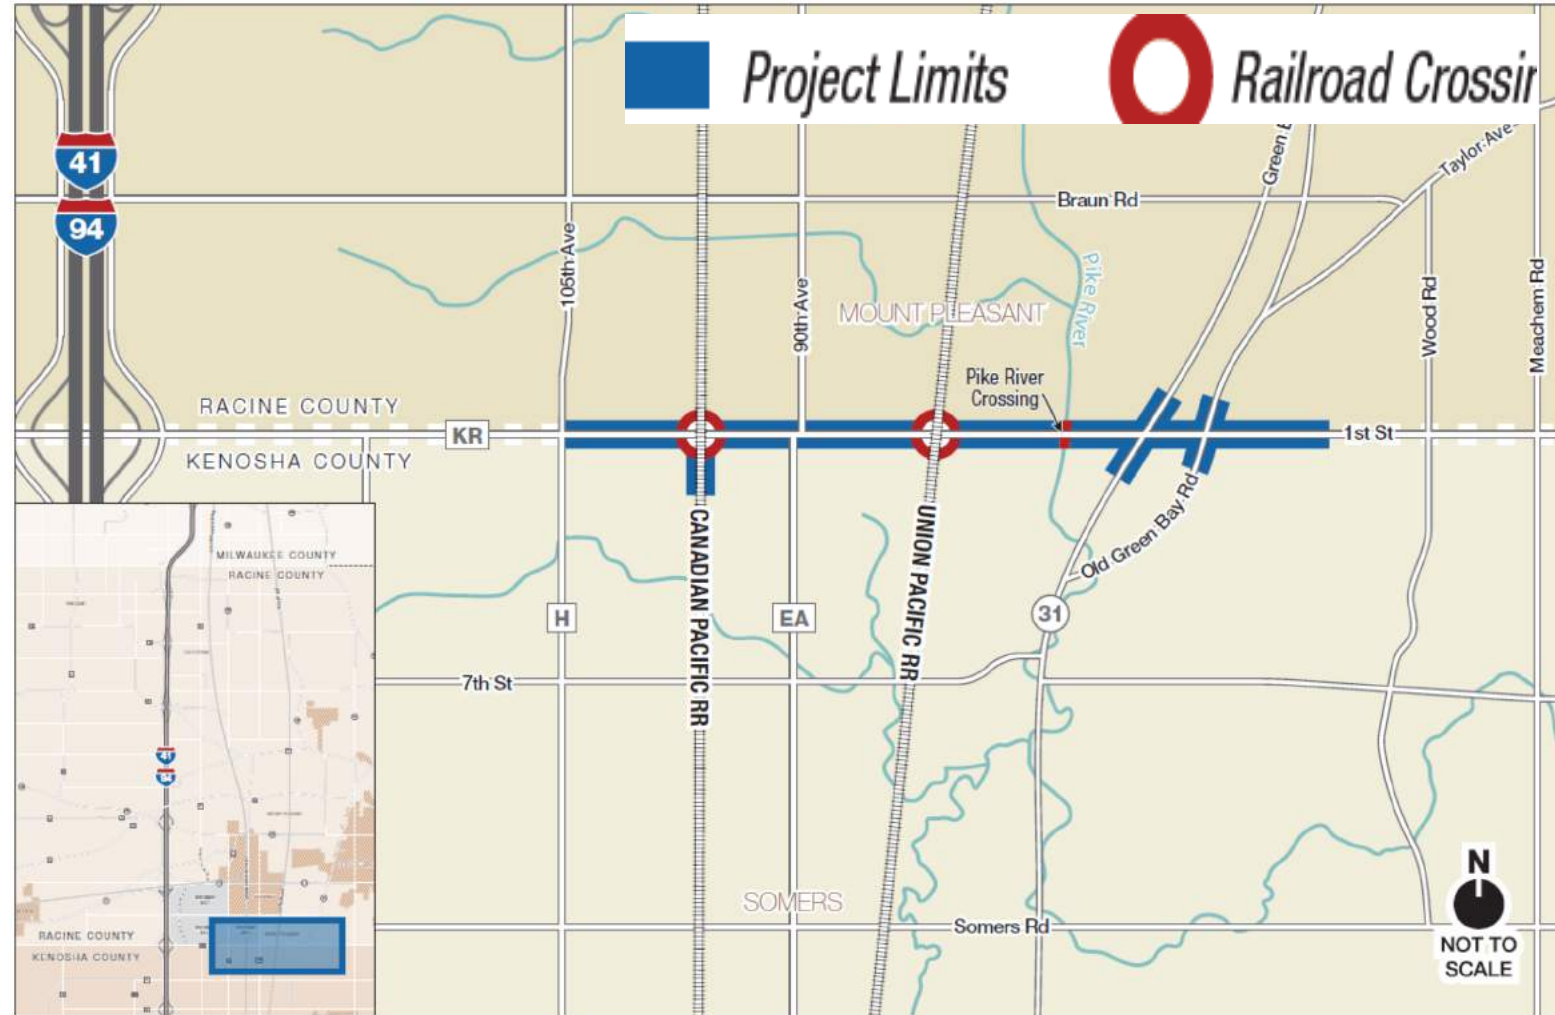 Project Limits
Railroad Crossin
41
94
Green B
Taylor Ave
Braun Rd
105th Ave
90th Ave
Pike River
MOUNT PLEASANT
Wood Rd
Meachem Rd
Pike River
Crossing
RACINE COUNTY
KR
1st St
KENOSHA COUNTY
CANADIAN PACIFIC RR
UNION PACIFIC RR
Old Green Bay Rd
MILWAUKEE COUNTY
RACINE COUNTY
H
EA
31
7th St
SOMERS
Somers Rd
N
NOT TO
SCALE
RACINE COUNTY
KENOSHA COUNTY